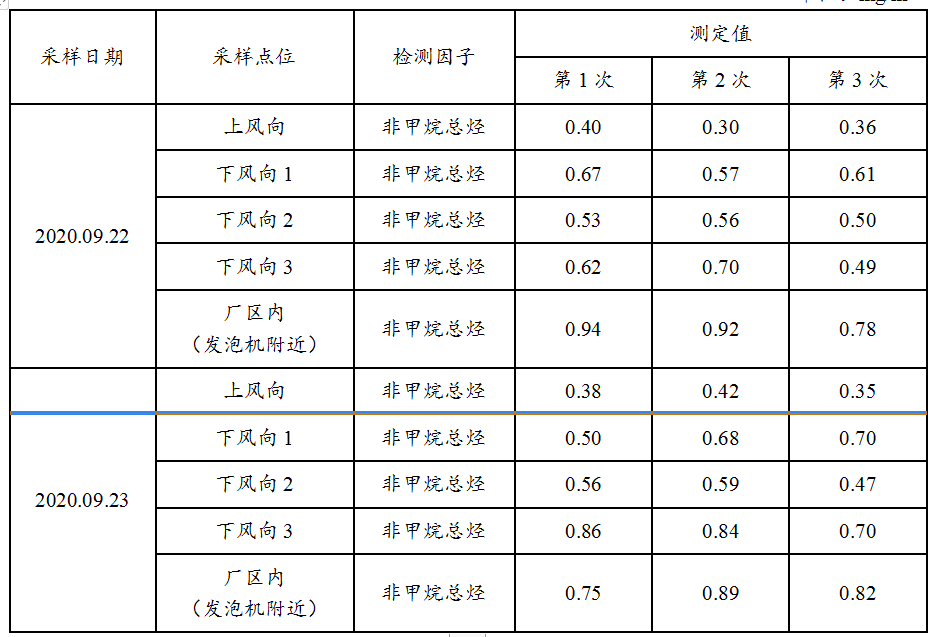 采样日期 采样点位 检测因子 测定值
第 1 次 第 2 次 第 3 次
2020.09.22 上风向 非甲烷总烃 0.40 0.30 0.36
下风向 1 非甲烷总烃 0.67 0.57 0.61
下风向 2 非甲烷总烃 0.53 0.56 0.50
下风向 3 非甲烷总烃 0.62 0.70 0.49
厂区内
（发泡机附近） 非甲烷总烃 0.94 0.92 0.78
2020.09.23 上风向 非甲烷总烃 0.38 0.42 0.35
下风向 1 非甲烷总烃 0.50 0.68 0.70
下风向 2 非甲烷总烃 0.56 0.59 0.47
下风向 3 非甲烷总烃 0.86 0.84 0.70
厂区内
（发泡机附近） 非甲烷总烃 0.75 0.89 0.82